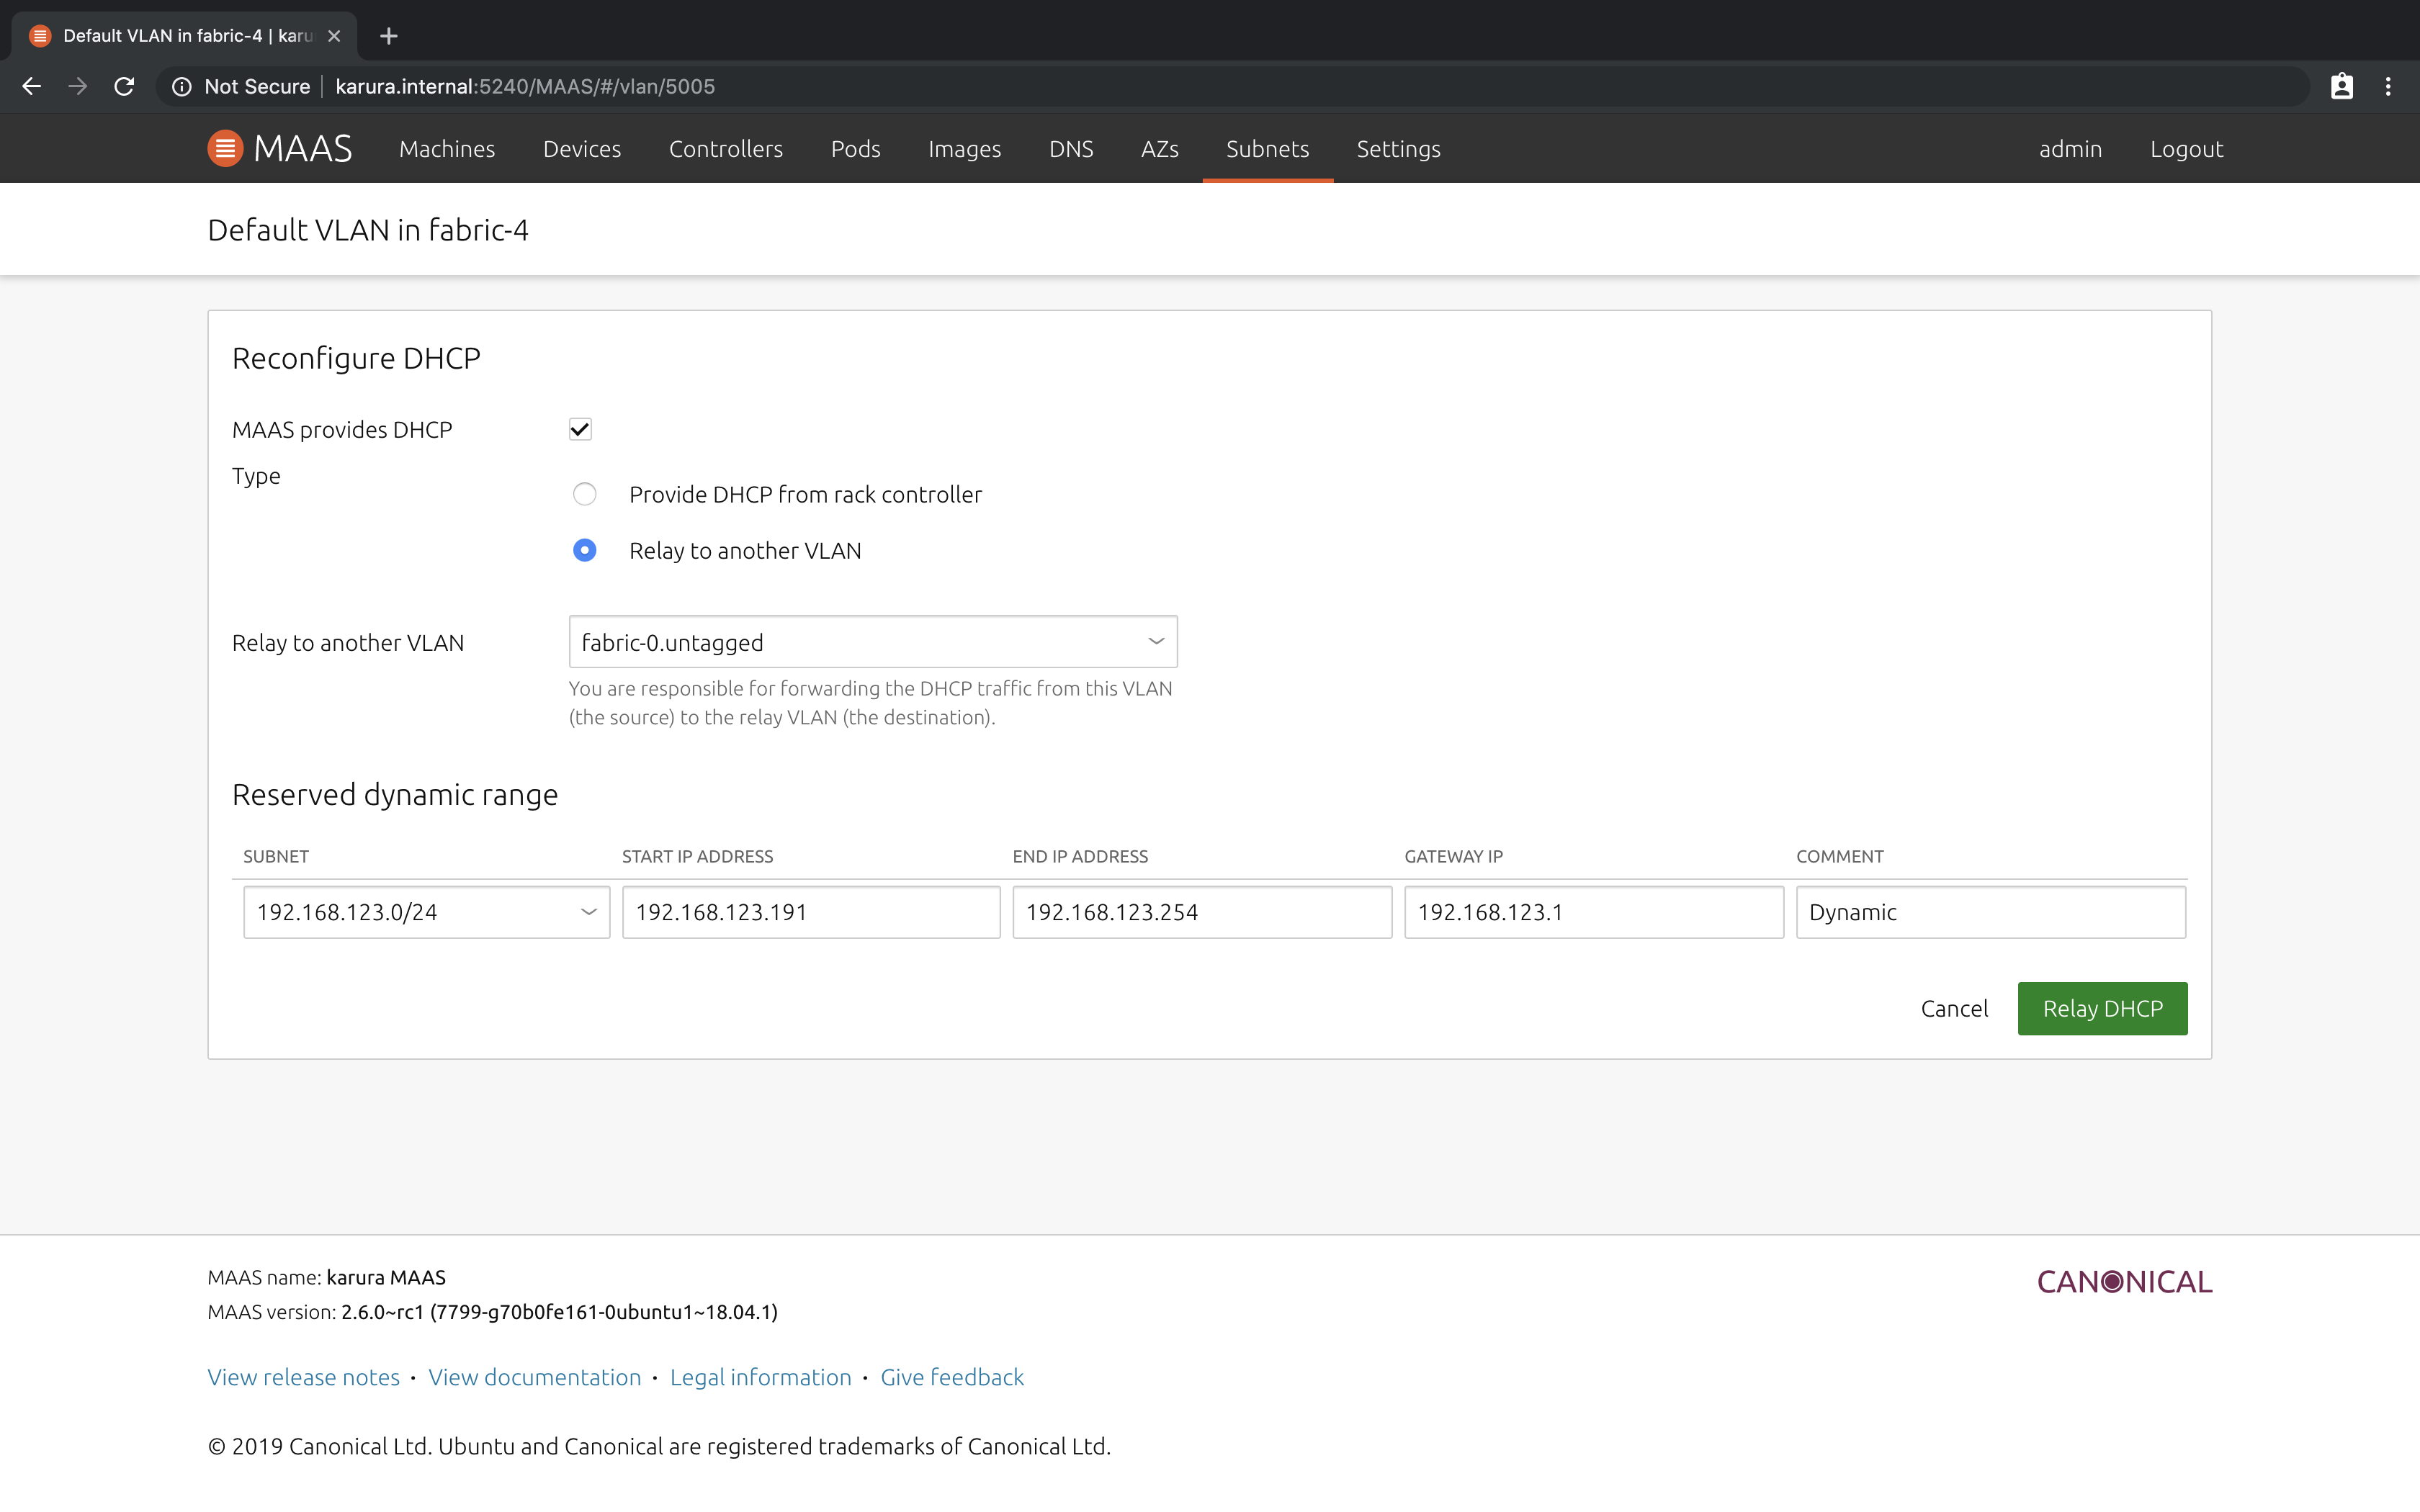 Default VLAN in fabric-4 | karu
Not Secure karura.internal:5240/MAAS/#/vlan/5005
MAAS Machines Devices Controllers Pods Images DNS AZs Subnets Settings admin Logout
Default VLAN in fabric-4
Reconfigure DHCP
MAAS provides DHCP
Type
Provide DHCP from rack controller
Relay to another VLAN
Relay to another VLAN fabric-0.untagged
You are responsible for forwarding the DHCP traffic from this VLAN
(the source) to the relay VLAN (the destination).
Reserved dynamic range
SUBNET START IP ADDRESS END IP ADDRESS GATEWAY IP COMMENT
192.168.123.0/24 192.168.123.191 192.168.123.254 192.168.123.1 Dynamic
Cancel Relay DHCP
MAAS name: karura MAAS
CANONICAL
MAAS version: 2.6.0~rc1 (7799-g70b0fe161-0ubuntu1~18.04.1)
View release notes · View documentation · Legal information · Give feedback
© 2019 Canonical Ltd. Ubuntu and Canonical are registered trademarks of Canonical Ltd.